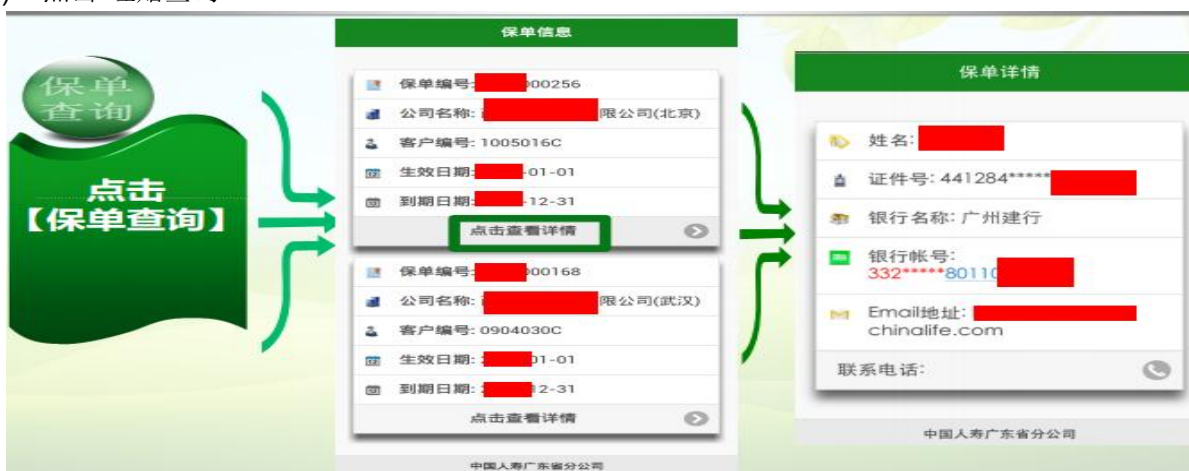 保单
查询
点击
【保单查询】
保单信息
保单编号: 000256
公司名称: 限公司(北京)
客户编号: 1005016C
生效日期: -01-01
到期日期: -12-31
点击查看详情
保单编号: 000168
公司名称: 限公司(武汉)
客户编号: 0904030C
生效日期: 01-01
到期日期: 12-31
点击查看详情
中国人寿广东省分公司
保单详情
姓名:
证件号: 441284*****
银行名称: 广州建行
银行帐号:
332*****80110
Email地址:
chinalife.com
联系电话:
中国人寿广东省分公司